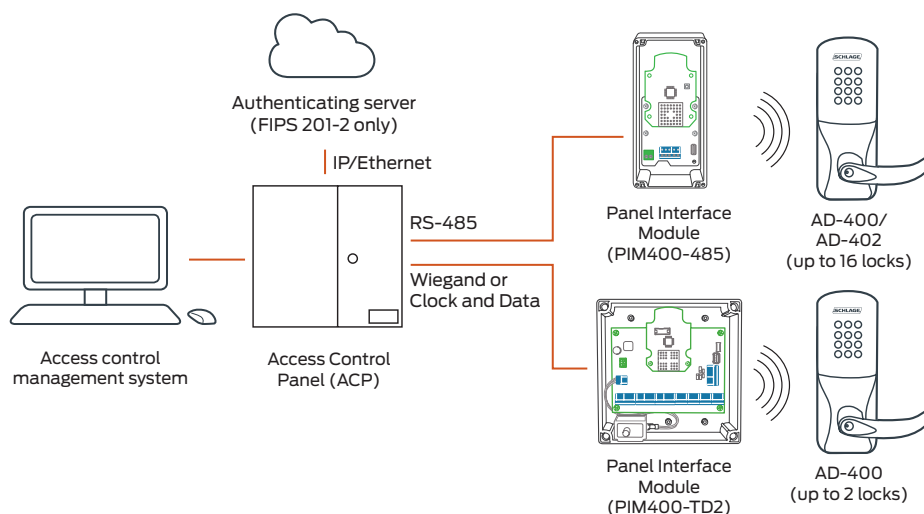 Authenticating server
(FIPS 201-2 only)
IP/Ethernet
RS-485
Wiegand or
Clock and Data
Access control
management system
Access Control
Panel (ACP)
Panel Interface
Module
(PIM400-485)
SCHLAGE
AD-400/
AD-402
(up to 16 locks)
Panel Interface
Module
(PIM400-TD2)
SCHLAGE
AD-400
(up to 2 locks)